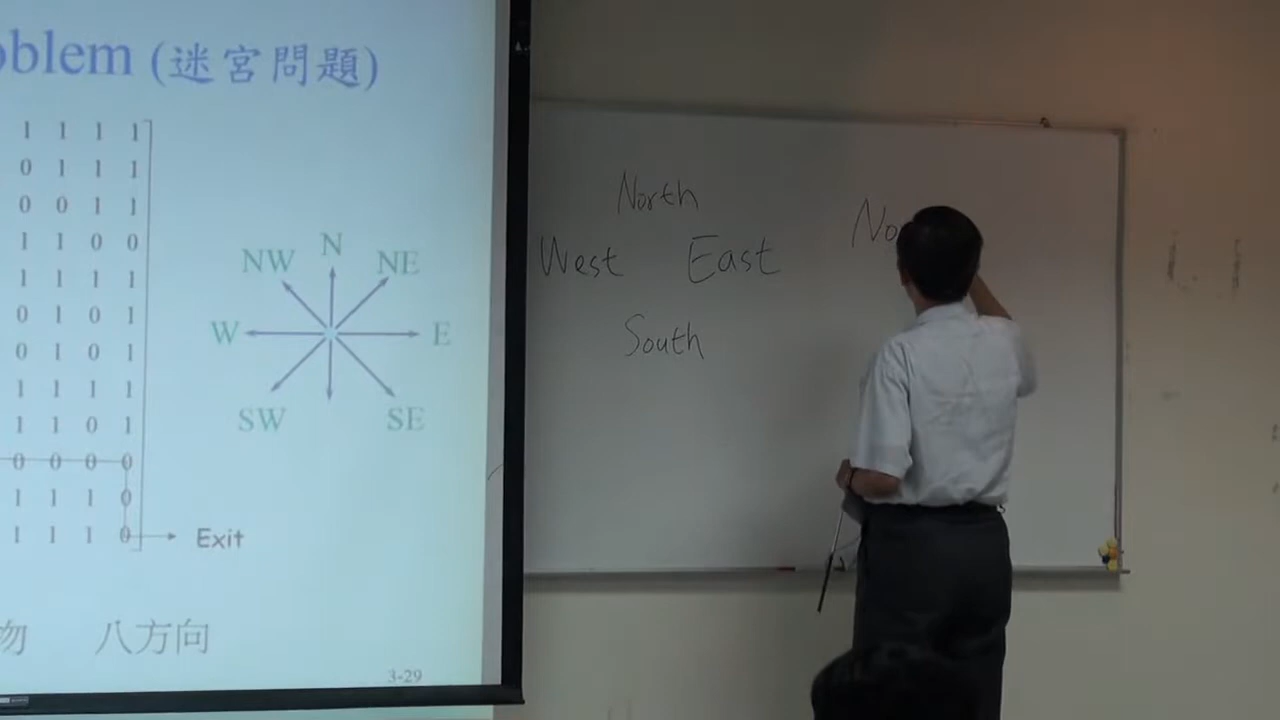 oblem (迷宮問題)
1 1 1 1
0 1 1 1
0 0 1 1
1 1 0 0
1 1 1 1
0 1 0 1
0 1 0 1
1 1 1 1
1 1 0 1
0 0 0 0
1 1 1 0
1 1 1 0 Exit
N
NW NE
W E
SW SE
物 八方向
3-29
North
West East
South
No